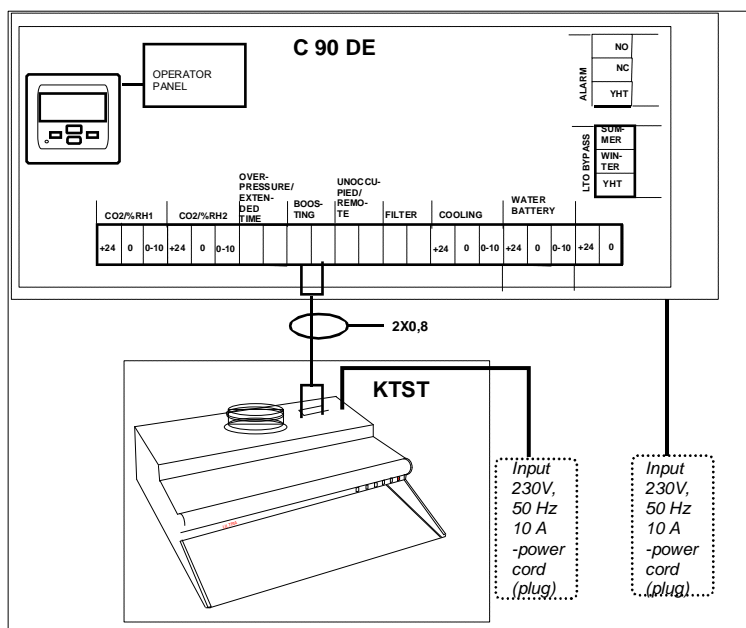 C 90 DE
OPERATOR
PANEL
ALARM
NO
NC
YHT
LTO BYPASS
SUM-
MER
WIN-
TER
YHT
CO2/%RH1
CO2/%RH2
OVER-
PRESSURE/
EXTEN-
DED
TIME
BOOS-
TING
UNOCCU-
PIED/
REMO-
TE
FILTER
COOLING
WATER
BATTERY
+24 0 0-10 +24 0 0-10 +24 0 0-10 +24 0 0-10 +24 0
2X0,8
KTST
Input
230V,
50 Hz
10 A
-power
cord
(plug)
Input
230V,
50 Hz
10 A
-power
cord
(plug)